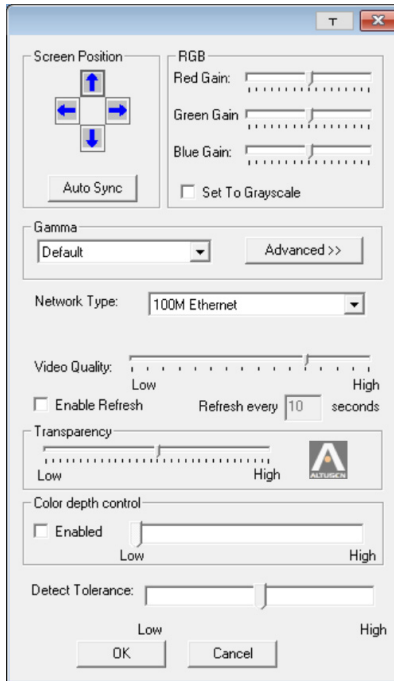 T
Screen Position
RGB
Red Gain:
Green Gain
Blue Gain:
Auto Sync
Set To Grayscale
Gamma
Default
Advanced >>
Network Type:
100M Ethernet
Video Quality:
Low High
Enable Refresh Refresh every 10 seconds
Transparency
Low High
ALTUSEN
Color depth control
Enabled
Low High
Detect Tolerance:
Low High
OK Cancel